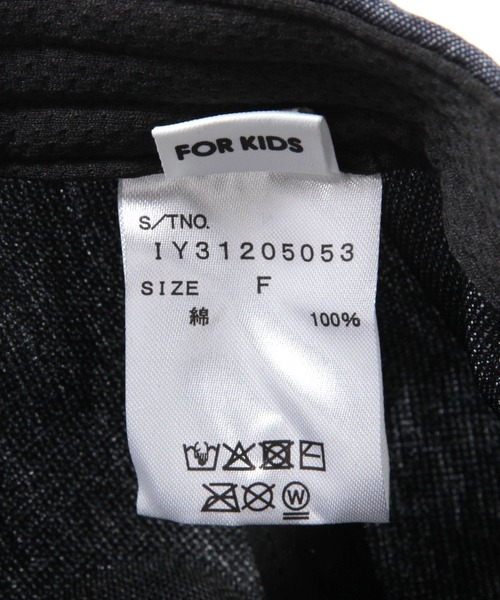 FOR KIDS
S/TNO.
IY31205053
SIZE F
綿 100%
W